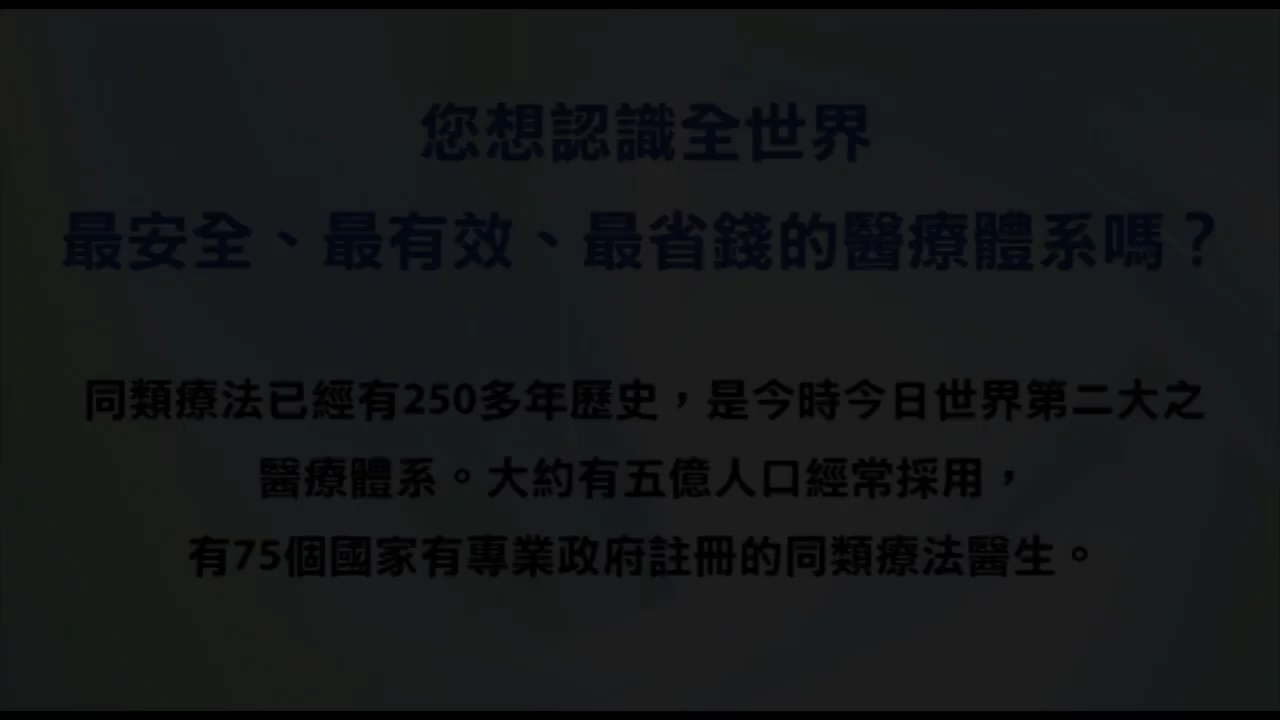 您想認識全世界
最安全、最有效、最省錢的醫療體系嗎？
同類療法已經有250多年歷史，是今時今日世界第二大之
醫療體系。大約有五億人口經常採用，
有75個國家有專業政府註冊的同類療法醫生。